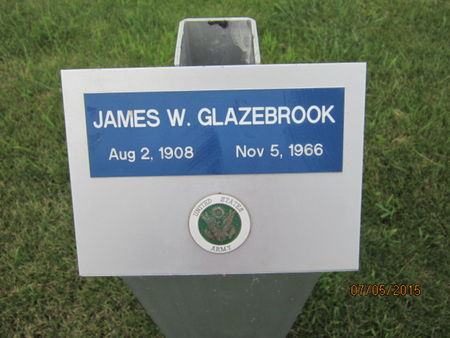 JAMES W. GLAZEBROOK
Aug 2, 1908 Nov 5, 1966
UNITED STATES
ARMY
07/05/2015